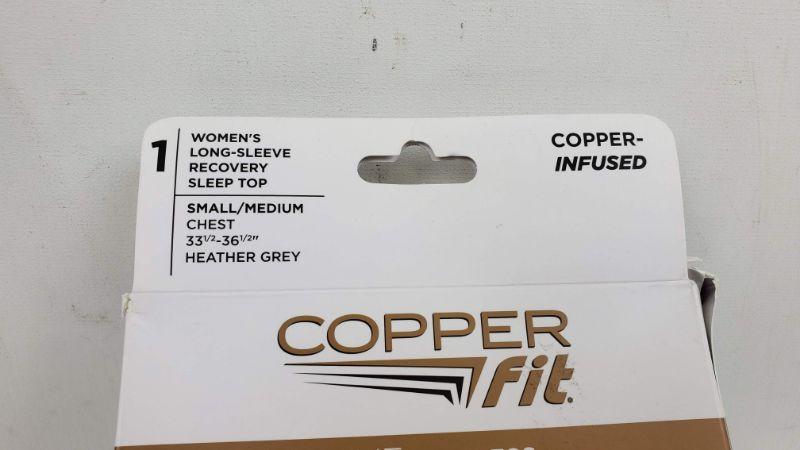 1
WOMEN'S
LONG-SLEEVE
RECOVERY
SLEEP TOP
SMALL/MEDIUM
CHEST
33 1/2-36 1/2"
HEATHER GREY
COPPER-
INFUSED
COPPER
fit.